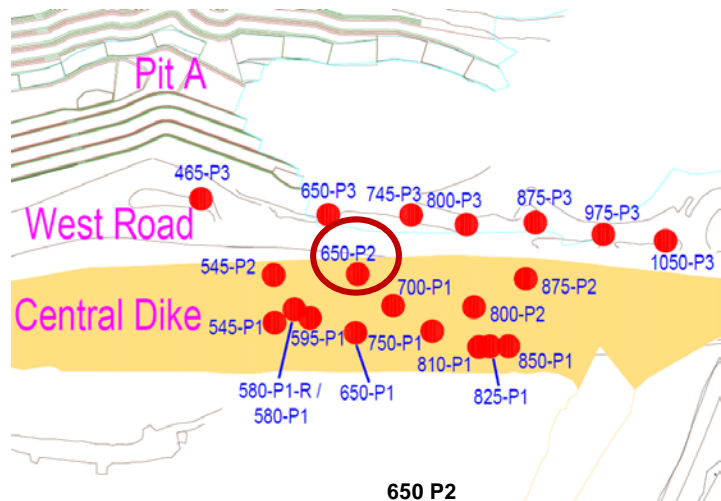 Pit A
465-P3
650-P3
745-P3
800-P3
875-P3
975-P3
1050-P3
West Road
650-P2
545-P2
700-P1
875-P2
Central Dike
800-P2
545-P1
595-P1
750-P1
810-P1
850-P1
580-P1-R /
580-P1
650-P1
825-P1
650 P2